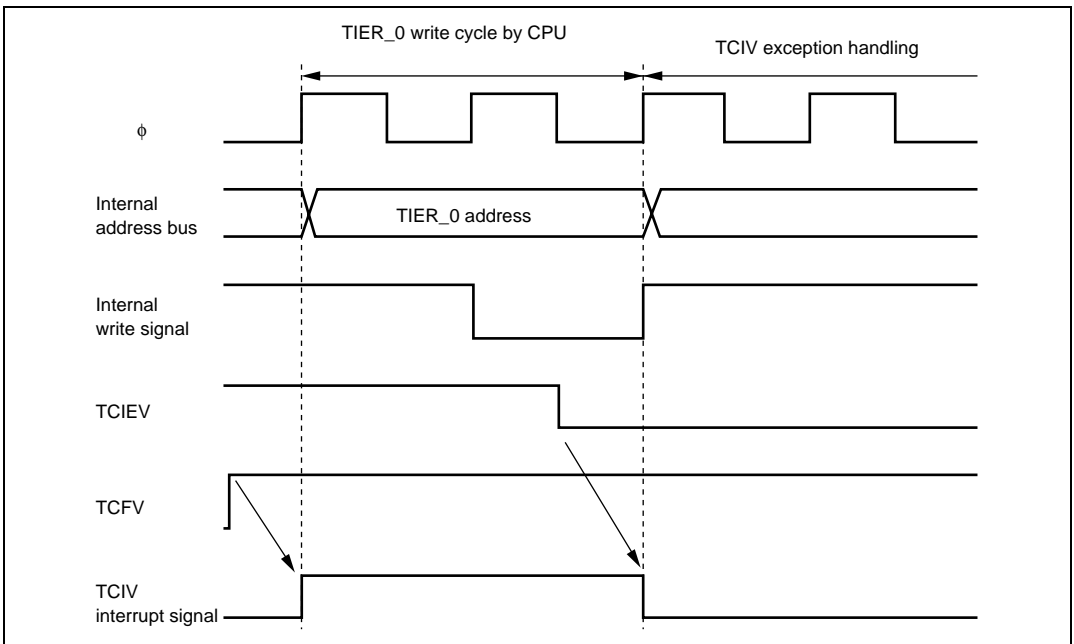 TIER_0 write cycle by CPU
TCIV exception handling
ϕ
Internal
address bus
TIER_0 address
Internal
write signal
TCIEV
TCFV
TCIV
interrupt signal